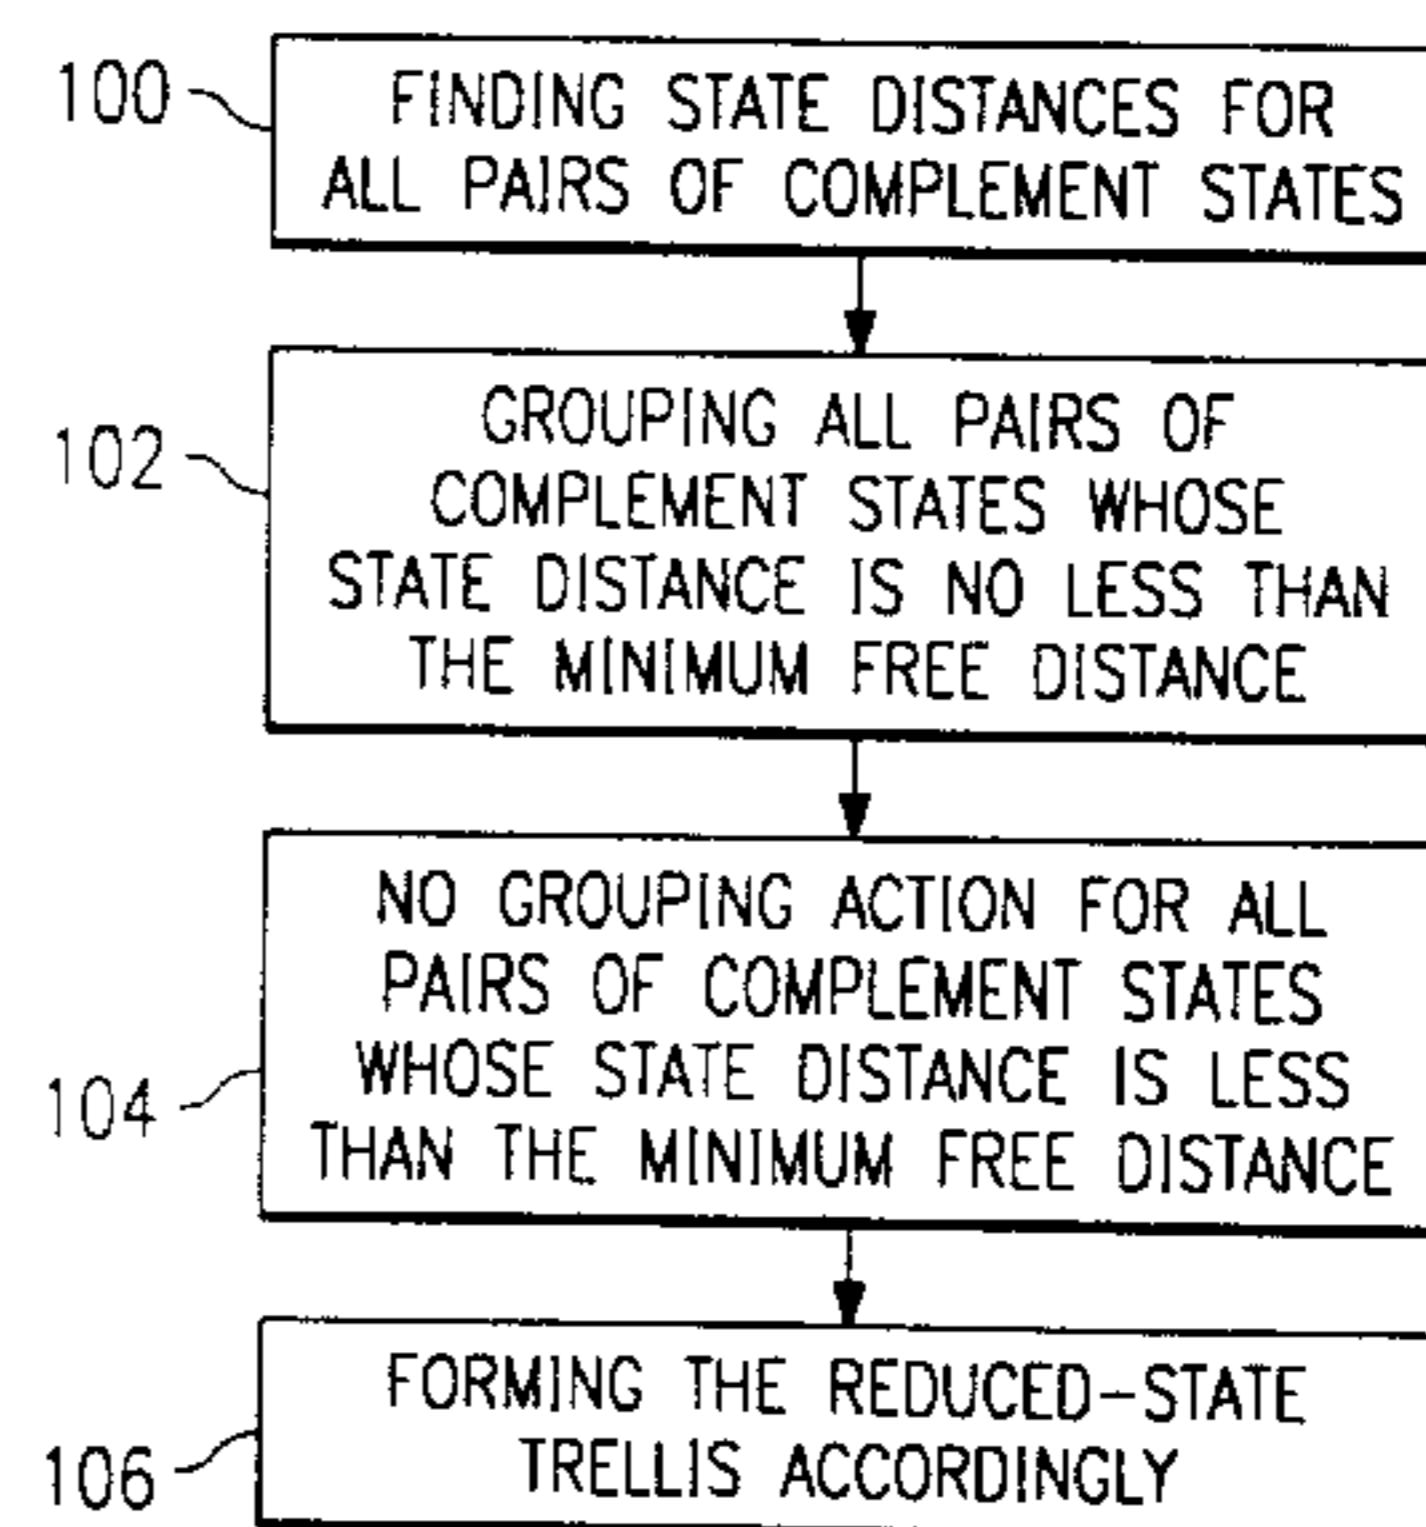 100
FINDING STATE DISTANCES FOR
ALL PAIRS OF COMPLEMENT STATES
102
GROUPING ALL PAIRS OF
COMPLEMENT STATES WHOSE
STATE DISTANCE IS NO LESS THAN
THE MINIMUM FREE DISTANCE
104
NO GROUPING ACTION FOR ALL
PAIRS OF COMPLEMENT STATES
WHOSE STATE DISTANCE IS LESS
THAN THE MINIMUM FREE DISTANCE
106
FORMING THE REDUCED-STATE
TRELLIS ACCORDINGLY